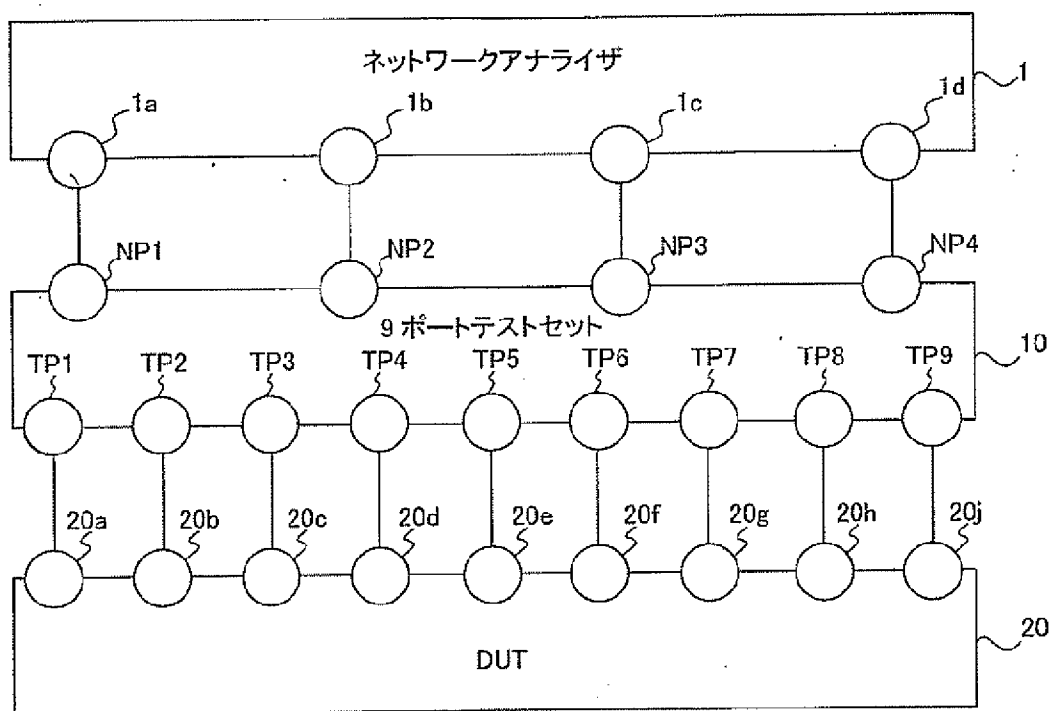 ネットワークアナライザ
1
1a 1b 1c 1d
NP1 NP2 NP3 NP4
9 ポートテストセット
10
TP1 TP2 TP3 TP4 TP5 TP6 TP7 TP8 TP9
20a 20b 20c 20d 20e 20f 20g 20h 20j
20
DUT